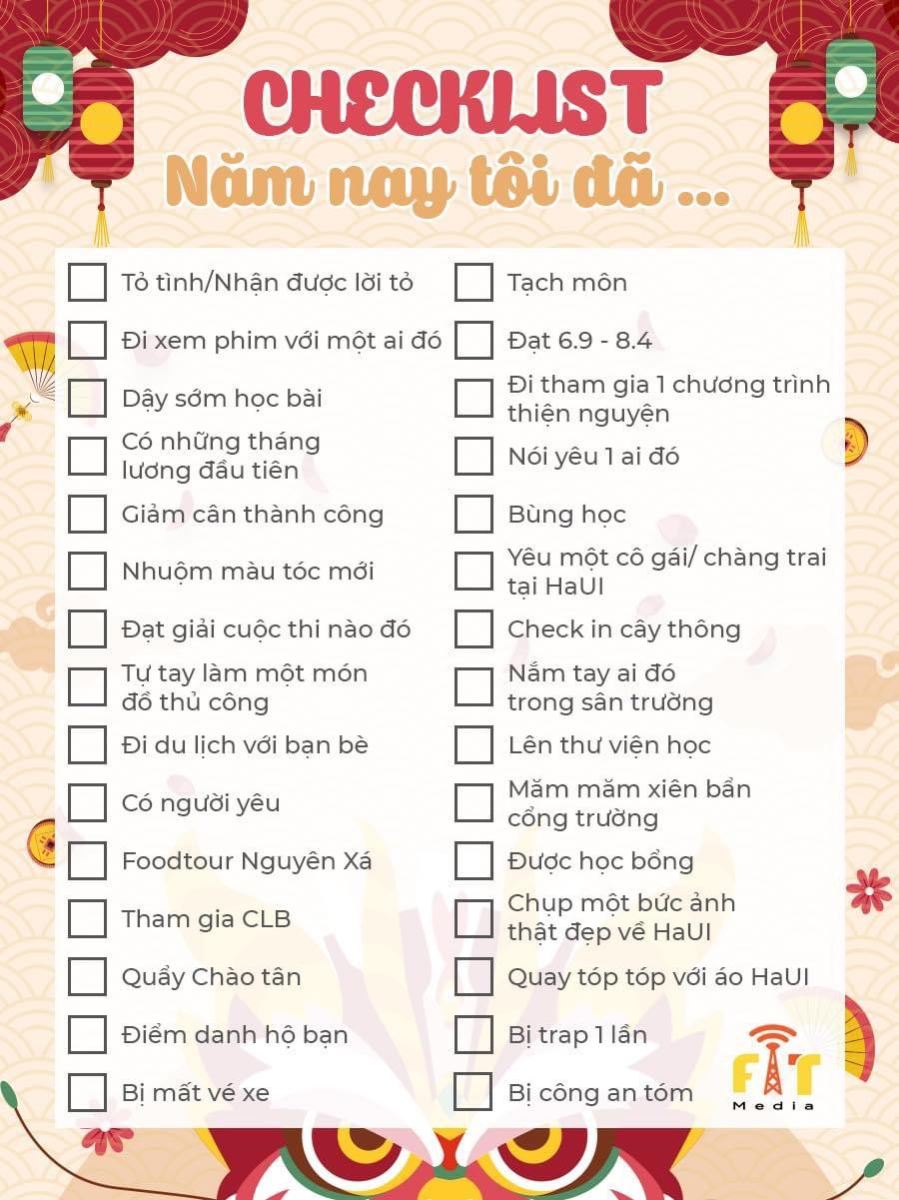 CHECKLIST
Năm nay tôi đã ...
Tỏ tình/Nhận được lời tỏ
Đi xem phim với một ai đó
Dậy sớm học bài
Có những tháng
lương đầu tiên
Giảm cân thành công
Nhuộm màu tóc mới
Đạt giải cuộc thi nào đó
Tự tay làm một món
đồ thủ công
Đi du lịch với bạn bè
Có người yêu
Foodtour Nguyên Xá
Tham gia CLB
Quẩy Chào tân
Điểm danh hộ bạn
Bị mất vé xe
Tạch môn
Đạt 6.9 - 8.4
Đi tham gia 1 chương trình
thiện nguyện
Nói yêu 1 ai đó
Bùng học
Yêu một cô gái/ chàng trai
tại HaUI
Check in cây thông
Nắm tay ai đó
trong sân trường
Lên thư viện học
Măm măm xiên bẩn
cổng trường
Được học bổng
Chụp một bức ảnh
thật đẹp về HaUI
Quay tóp tóp với áo HaUI
Bị trap 1 lần
Bị công an tóm
FIT
Media